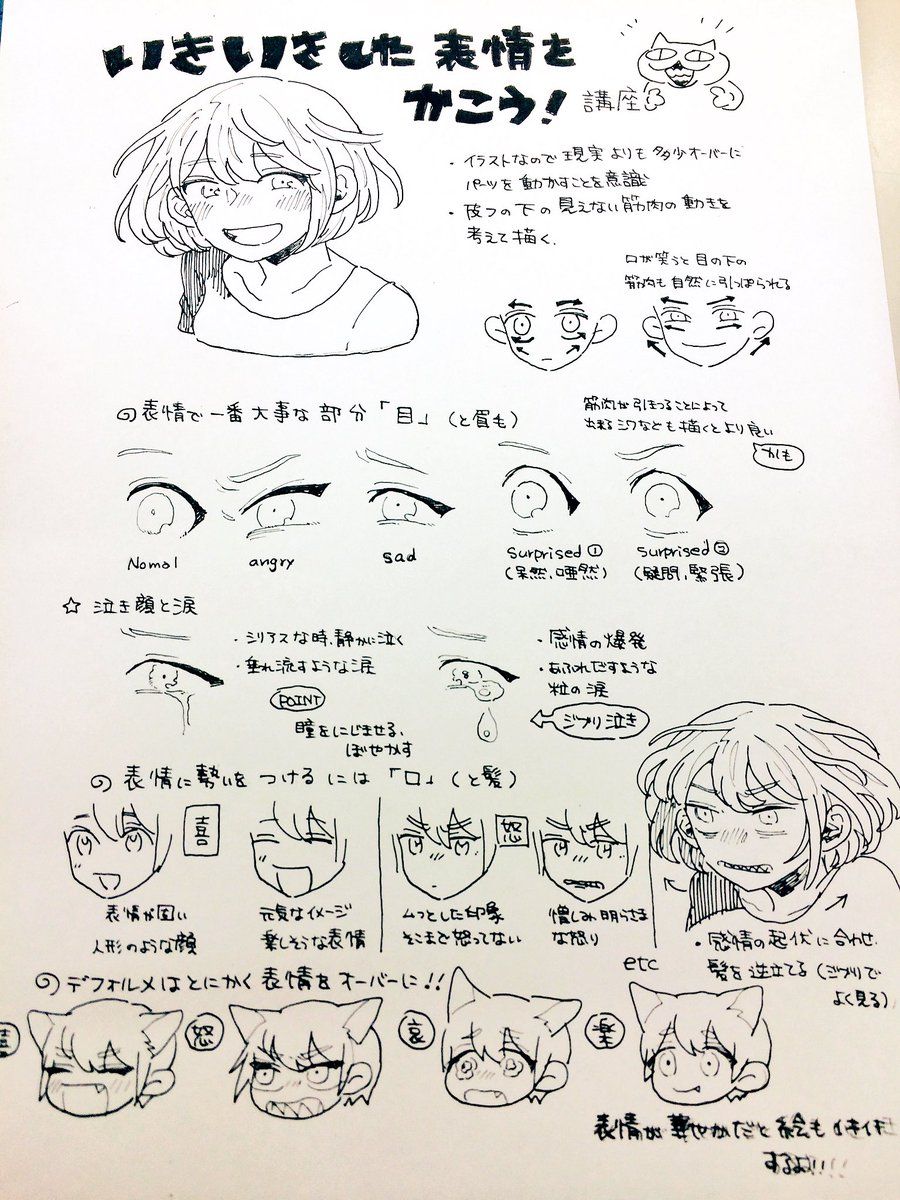 いきいきした表情を
かこう!講座
・イラストなので現実よりも多少オーバーに
パーツを動かすことを意識
・皮フの下の見えない筋肉の動きを
考えて描く.
口が笑うと目の下の
筋肉も自然に引っぱられる
表情で一番大事な部分「目」(と眉も)
筋肉が引きつることによって
出来るシワなども描くとより良い
かも
Nomal
angry
sad
surprised①
(呆然、唖然)
surprised②
(疑問、緊張)
☆ 泣き顔と涙
・シリアスな時、静かに泣く
・垂れ流すような涙
POINT
瞳をにじませる、
ぼやかす
・感情の爆発
・あふれだすような
粒の涙
ジブリ泣き
表情に勢いをつけるには「口」(と髪)
喜
表情が固い
人形のような顔
元気なイメージ
楽しそうな表情
怒
ムっとした印象
そこまで怒ってない
憎しみ明らさま
な怒り
etc
・感情の起伏に合わせ
髪を逆立てる(ジブリで
よく見る)
デフォルメはとにかく表情をオーバーに!!
喜
怒
哀
楽
表情が華やかだと絵もいきいき
するよ!!!!